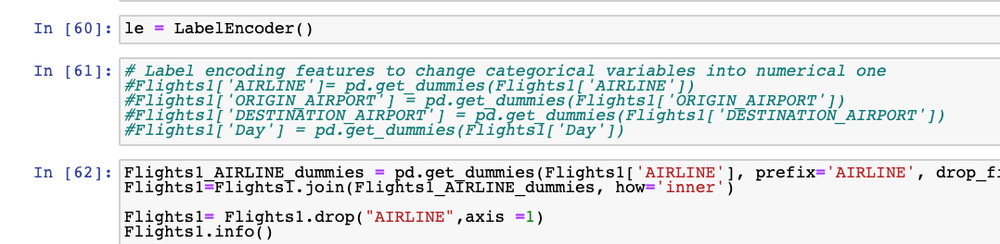 In [60]: le = LabelEncoder()
In [61]: # Label encoding features to change categorical variables into numerical one
#Flights1['AIRLINE']= pd.get_dummies(Flights1['AIRLINE'])
#Flights1['ORIGIN_AIRPORT'] = pd.get_dummies(Flights1['ORIGIN_AIRPORT'])
#Flights1['DESTINATION_AIRPORT'] = pd.get_dummies(Flights1['DESTINATION_AIRPORT'])
#Flights1['Day'] = pd.get_dummies(Flights1['Day'])
In [62]: Flights1_AIRLINE_dummies = pd.get_dummies(Flights1['AIRLINE'], prefix='AIRLINE', drop_fi
Flights1=Flights1.join(Flights1_AIRLINE_dummies, how='inner')
Flights1= Flights1.drop("AIRLINE",axis =1)
Flights1.info()